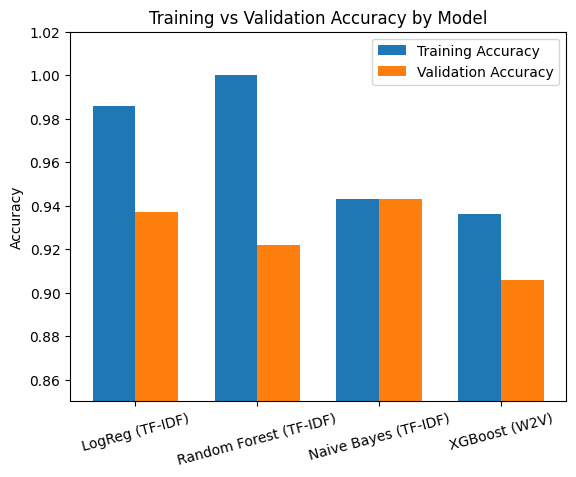 Training vs Validation Accuracy by Model
Training Accuracy
Validation Accuracy
Accuracy
1.02
1.00
0.98
0.96
0.94
0.92
0.90
0.88
0.86
LogReg (TF-IDF)
Random Forest (TF-IDF)
Naive Bayes (TF-IDF)
XGBoost (W2V)